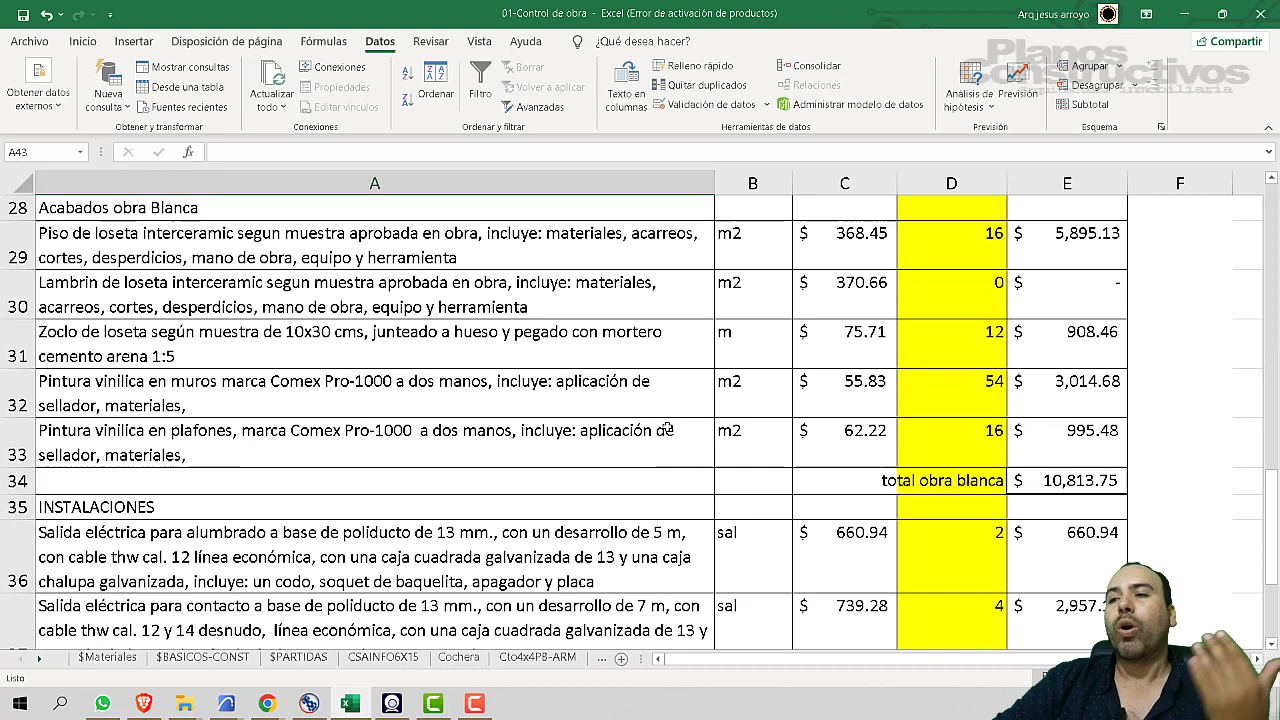 01-Control de obra - Excel (Error de activación de productos)
Arq jesus arroyo
Archivo Inicio Insertar Disposición de página Fórmulas Datos Revisar Vista Ayuda ¿Qué desea hacer? Compartir
Planos
Constructivos
inmobiliaria
Obtener datos externos
Nueva consulta
Mostrar consultas
Desde una tabla
Fuentes recientes
Obtener y transformar
Actualizar todo
Conexiones
Propiedades
Editar vínculos
Conexiones
Ordenar
Filtro
Borrar
Volver a aplicar
Avanzadas
Ordenar y filtrar
Texto en columnas
Relleno rápido
Quitar duplicados
Validación de datos
Consolidar
Relaciones
Administrar modelo de datos
Herramientas de datos
Análisis de hipótesis
Previsión
Previsión
Agrupar
Desagrupar
Subtotal
Esquema
A43
fx
A B C D E F
28 Acabados obra Blanca
Piso de loseta interceramic segun muestra aprobada en obra, incluye: materiales, acarreos, m2 $ 368.45 16 $ 5,895.13
29 cortes, desperdicios, mano de obra, equipo y herramienta
Lambrin de loseta interceramic segun muestra aprobada en obra, incluye: materiales, m2 $ 370.66 0 $ -
30 acarreos, cortes, desperdicios, mano de obra, equipo y herramienta
Zoclo de loseta según muestra de 10x30 cms, junteado a hueso y pegado con mortero m $ 75.71 12 $ 908.46
31 cemento arena 1:5
Pintura vinilica en muros marca Comex Pro-1000 a dos manos, incluye: aplicación de m2 $ 55.83 54 $ 3,014.68
32 sellador, materiales,
Pintura vinilica en plafones, marca Comex Pro-1000 a dos manos, incluye: aplicación de m2 $ 62.22 16 $ 995.48
33 sellador, materiales,
34 total obra blanca $ 10,813.75
35 INSTALACIONES
Salida eléctrica para alumbrado a base de poliducto de 13 mm., con un desarrollo de 5 m, sal $ 660.94 2 $ 660.94
con cable thw cal. 12 línea económica, con una caja cuadrada galvanizada de 13 y una caja
36 chalupa galvanizada, incluye: un codo, soquet de baquelita, apagador y placa
Salida eléctrica para contacto a base de poliducto de 13 mm., con un desarrollo de 7 m, con sal $ 739.28 4 $ 2,957.
cable thw cal. 12 y 14 desnudo, línea económica, con una caja cuadrada galvanizada de 13 y
$Materiales $BASICOS-CONST $PARTIDAS CSAINFO6X15 Cochera Cto4x4PB-ARM ...
Listo